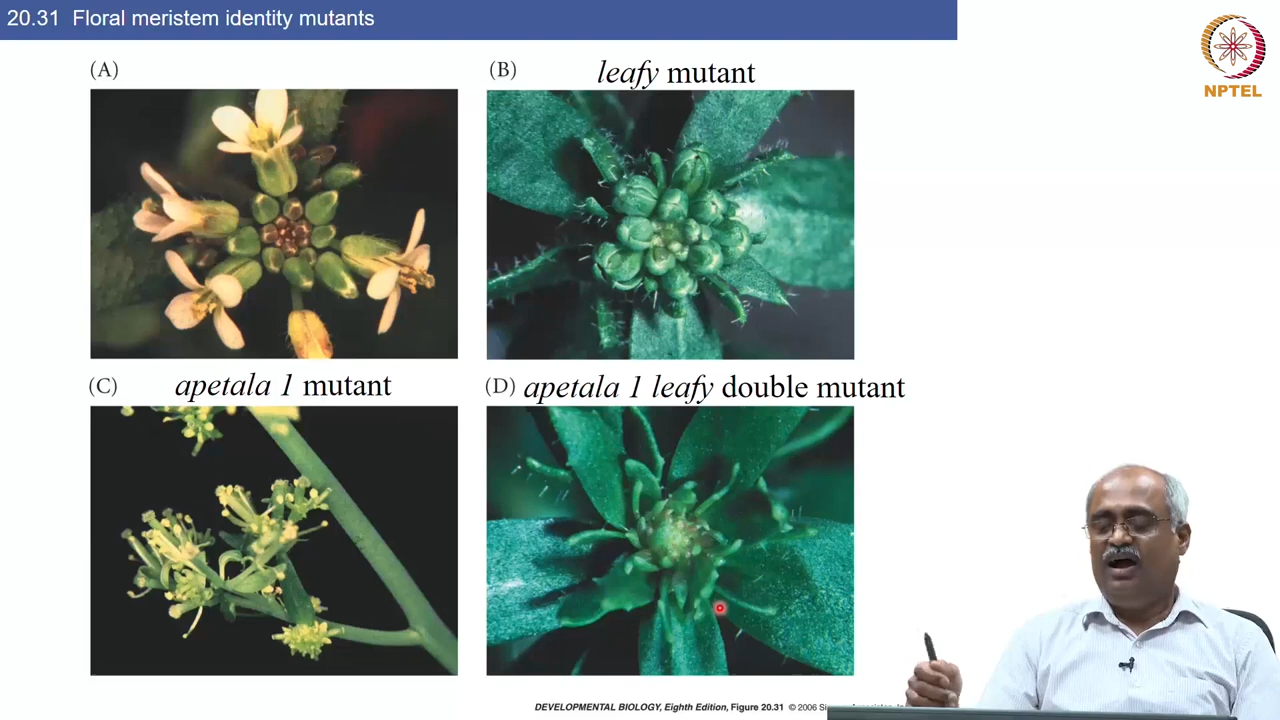 20.31 Floral meristem identity mutants
NPTEL
(A)
(B) leafy mutant
(C) apetala 1 mutant
(D) apetala 1 leafy double mutant
DEVELOPMENTAL BIOLOGY, Eighth Edition, Figure 20.31 © 2006